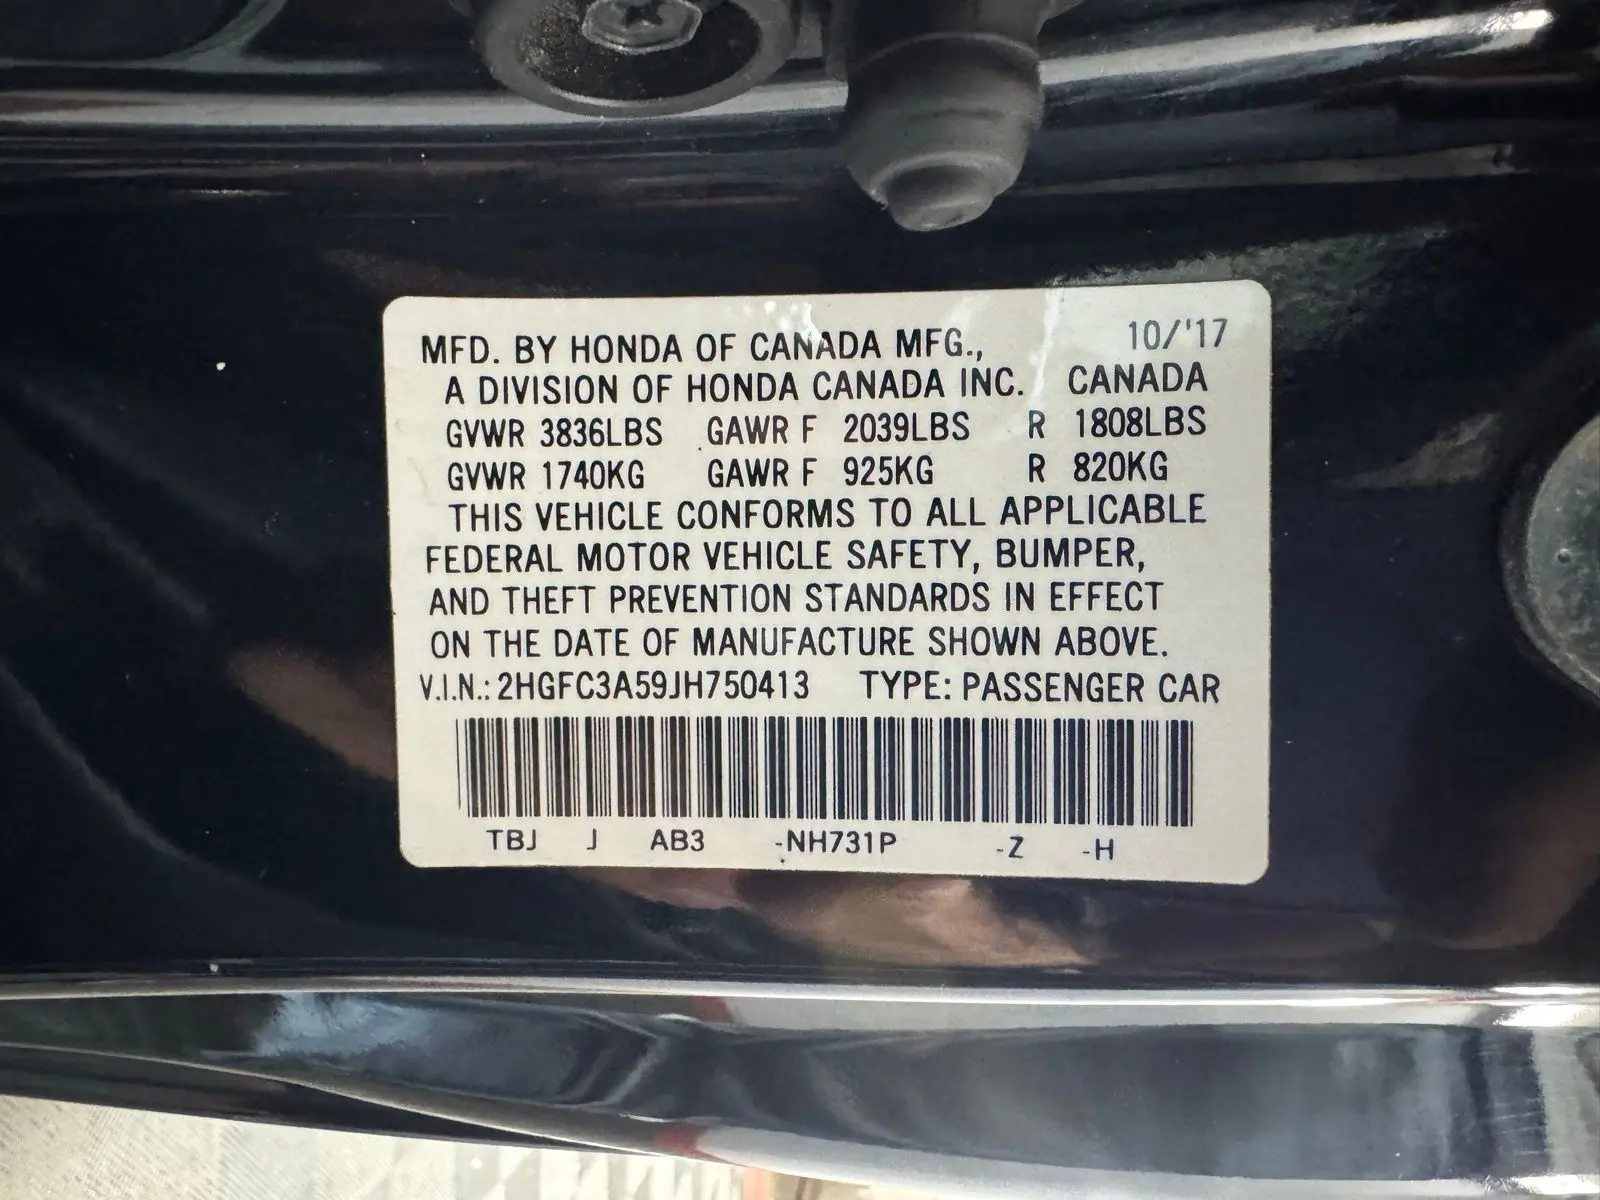 MFD. BY HONDA OF CANADA MFG., 10/'17
A DIVISION OF HONDA CANADA INC. CANADA
GVWR 3836LBS GAWR F 2039LBS R 1808LBS
GVWR 1740KG GAWR F 925KG R 820KG
THIS VEHICLE CONFORMS TO ALL APPLICABLE
FEDERAL MOTOR VEHICLE SAFETY, BUMPER,
AND THEFT PREVENTION STANDARDS IN EFFECT
ON THE DATE OF MANUFACTURE SHOWN ABOVE.
V.I.N.: 2HGFC3A59JH750413 TYPE: PASSENGER CAR
TBJ J AB3 -NH731P -Z -H